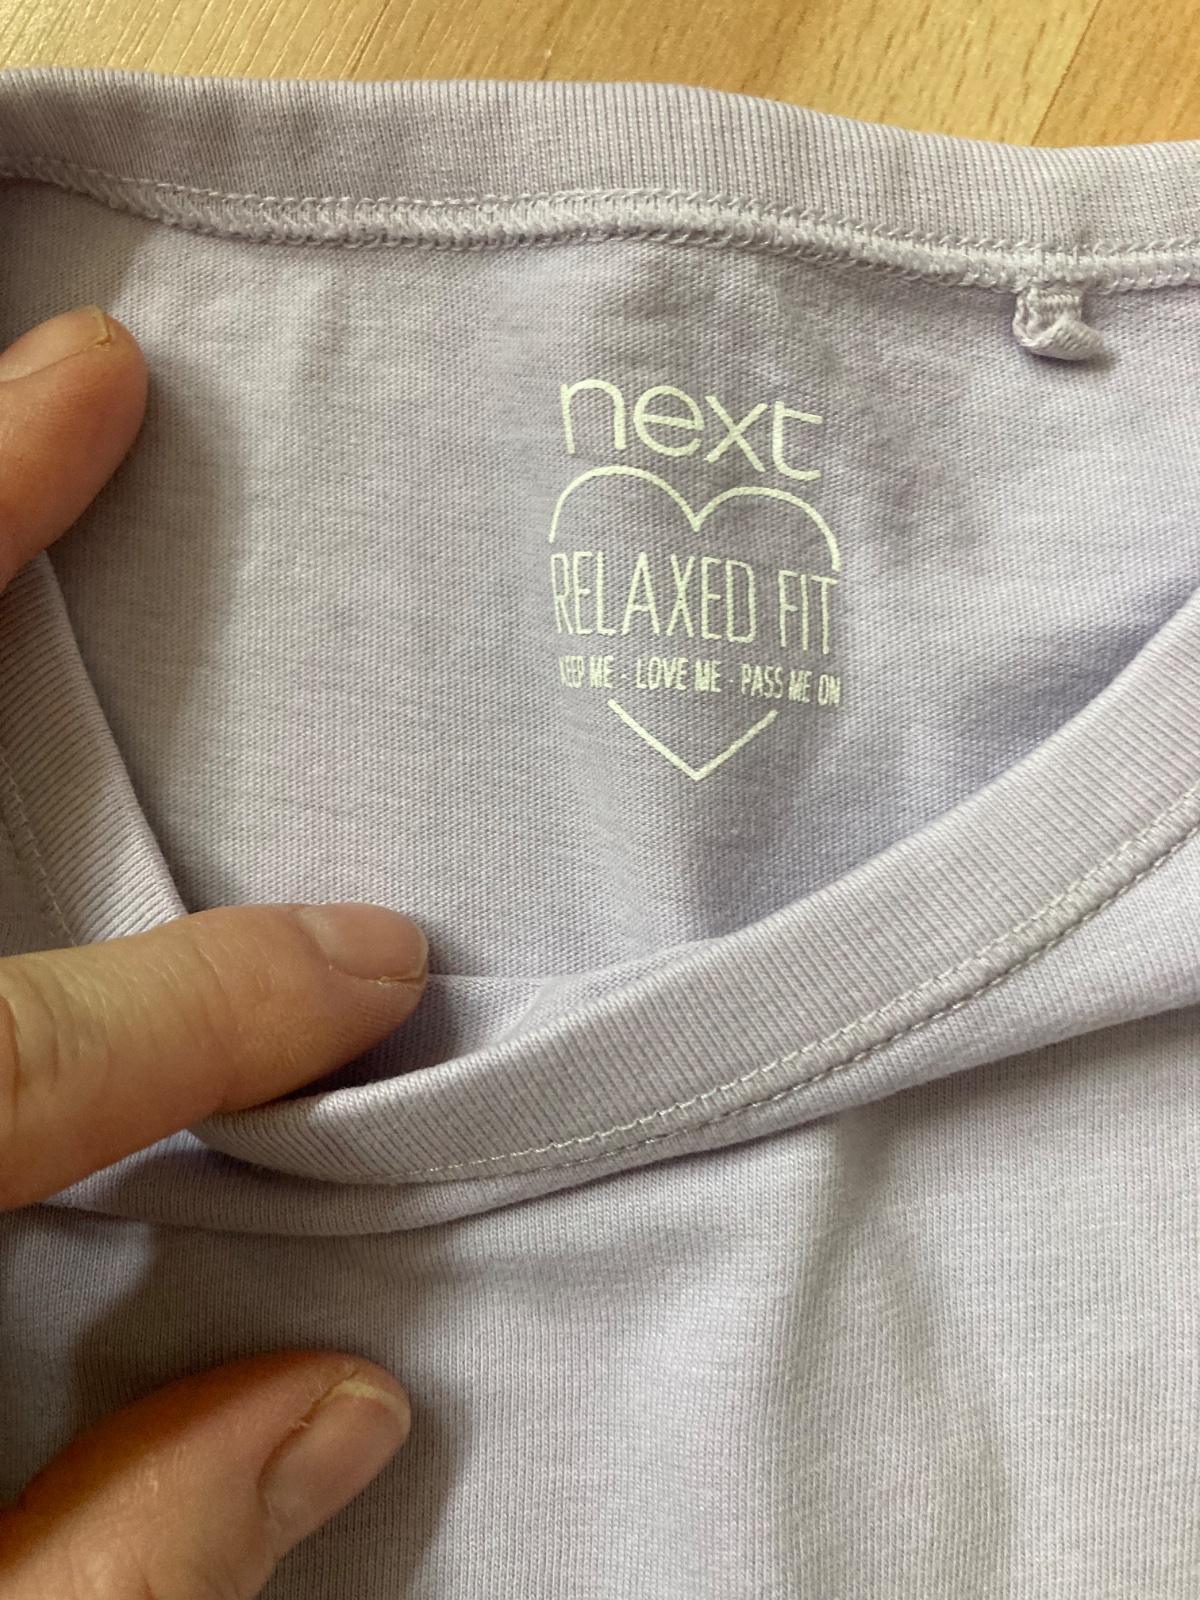 next
RELAXED FIT
KEEP ME - LOVE ME - PASS ME ON